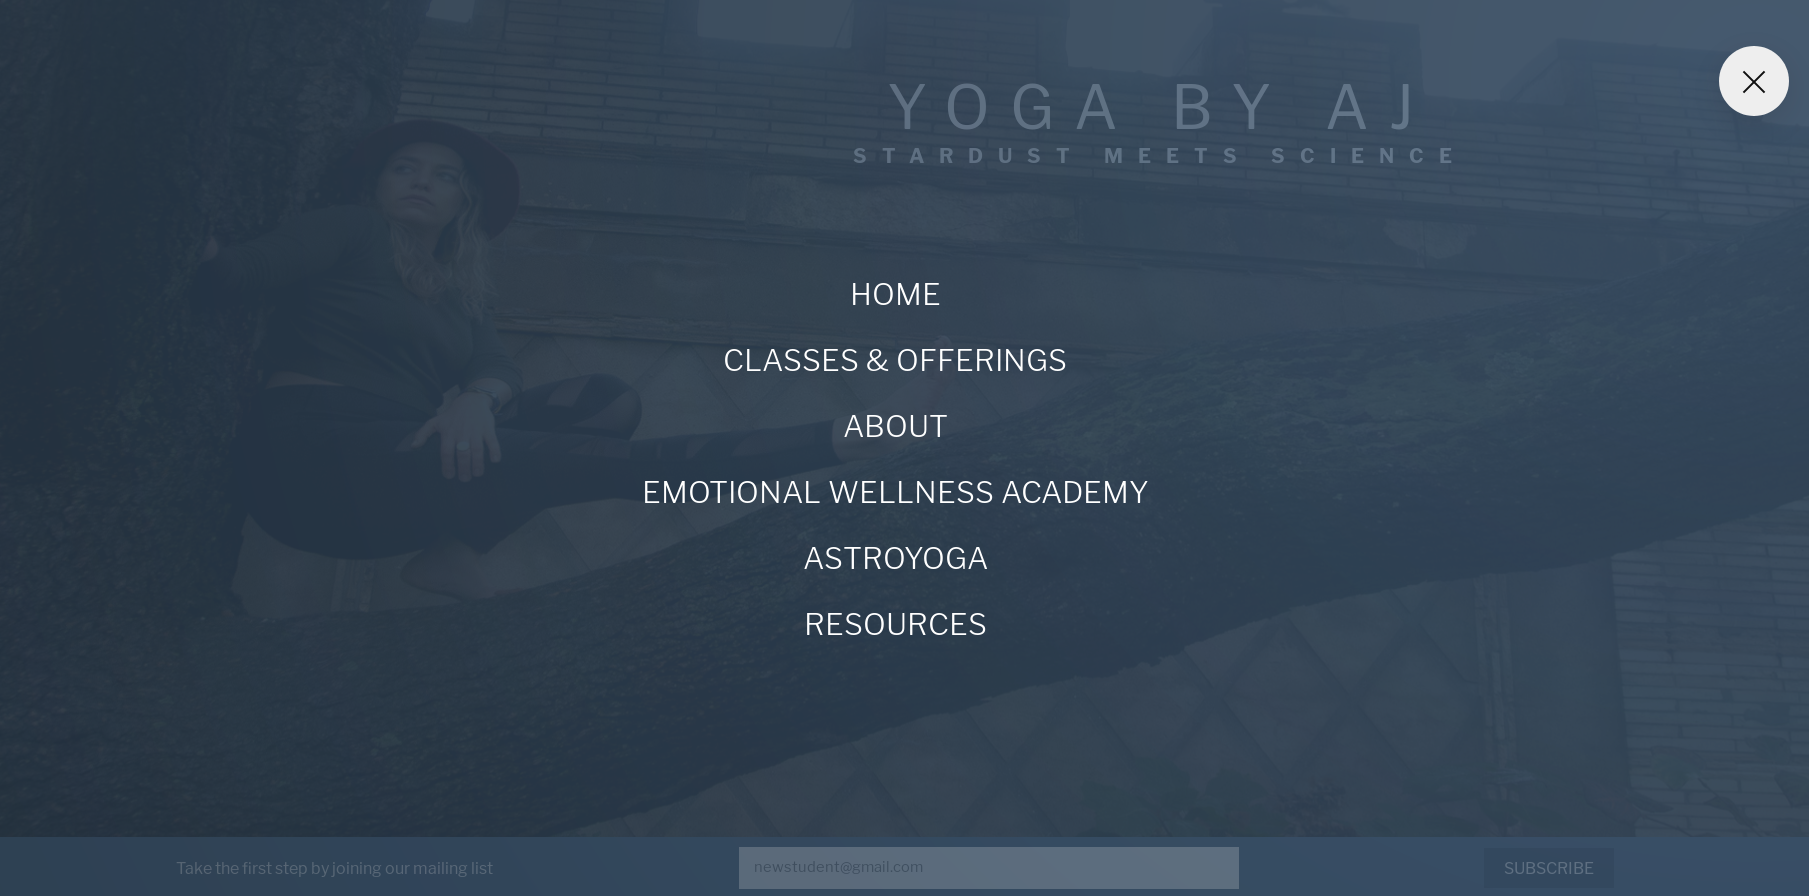 YOGA BY AJ
STARDUST MEETS SCIENCE
HOME
CLASSES & OFFERINGS
ABOUT
EMOTIONAL WELLNESS ACADEMY
ASTROYOGA
RESOURCES
Take the first step by joining our mailing list
newstudent@gmail.com
SUBSCRIBE